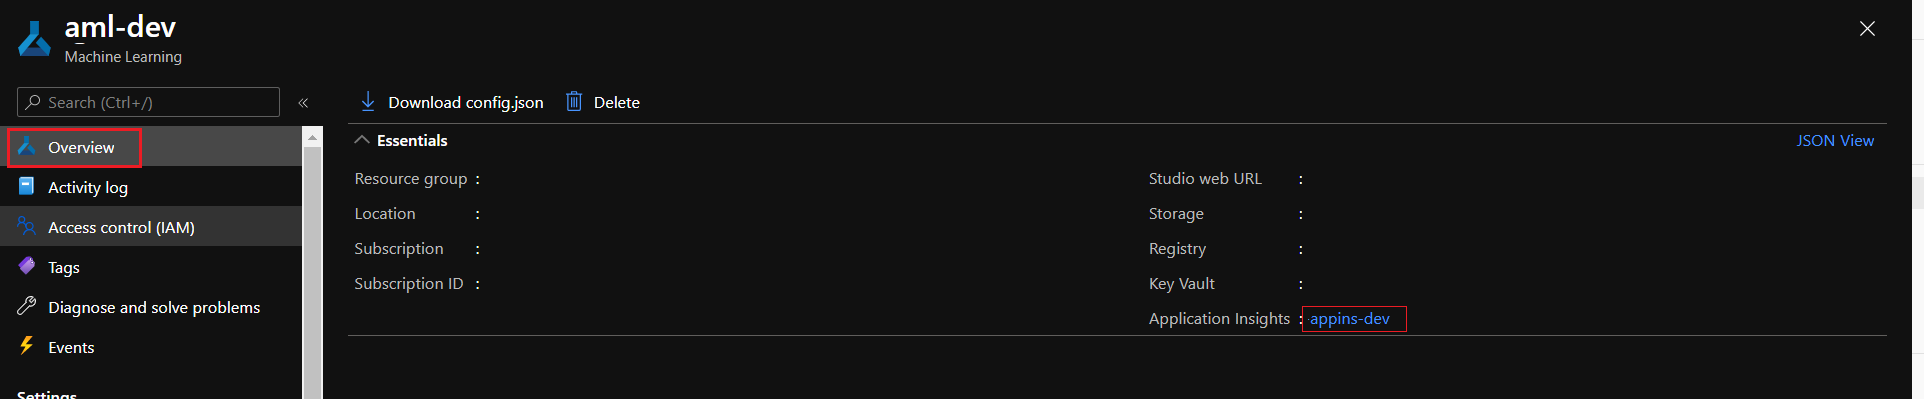 aml-dev
Machine Learning
Search (Ctrl+/)
«
Overview
Activity log
Access control (IAM)
Tags
Diagnose and solve problems
Events
Settings
Download config.json
Delete
Essentials
JSON View
Resource group :
Location :
Subscription :
Subscription ID :
Studio web URL :
Storage :
Registry :
Key Vault :
Application Insights : appins-dev